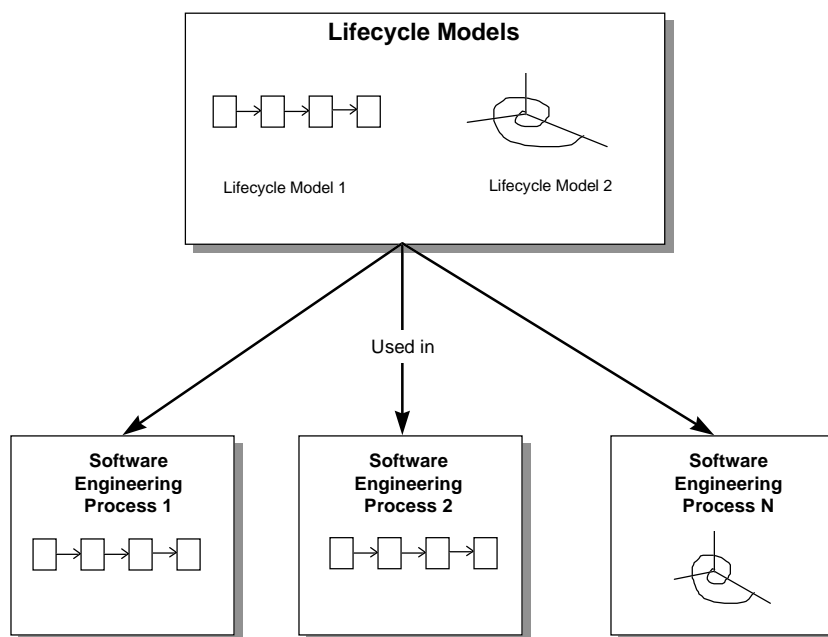 Lifecycle Models
Lifecycle Model 1
Lifecycle Model 2
Used in
Software
Engineering
Process 1
Software
Engineering
Process 2
Software
Engineering
Process N